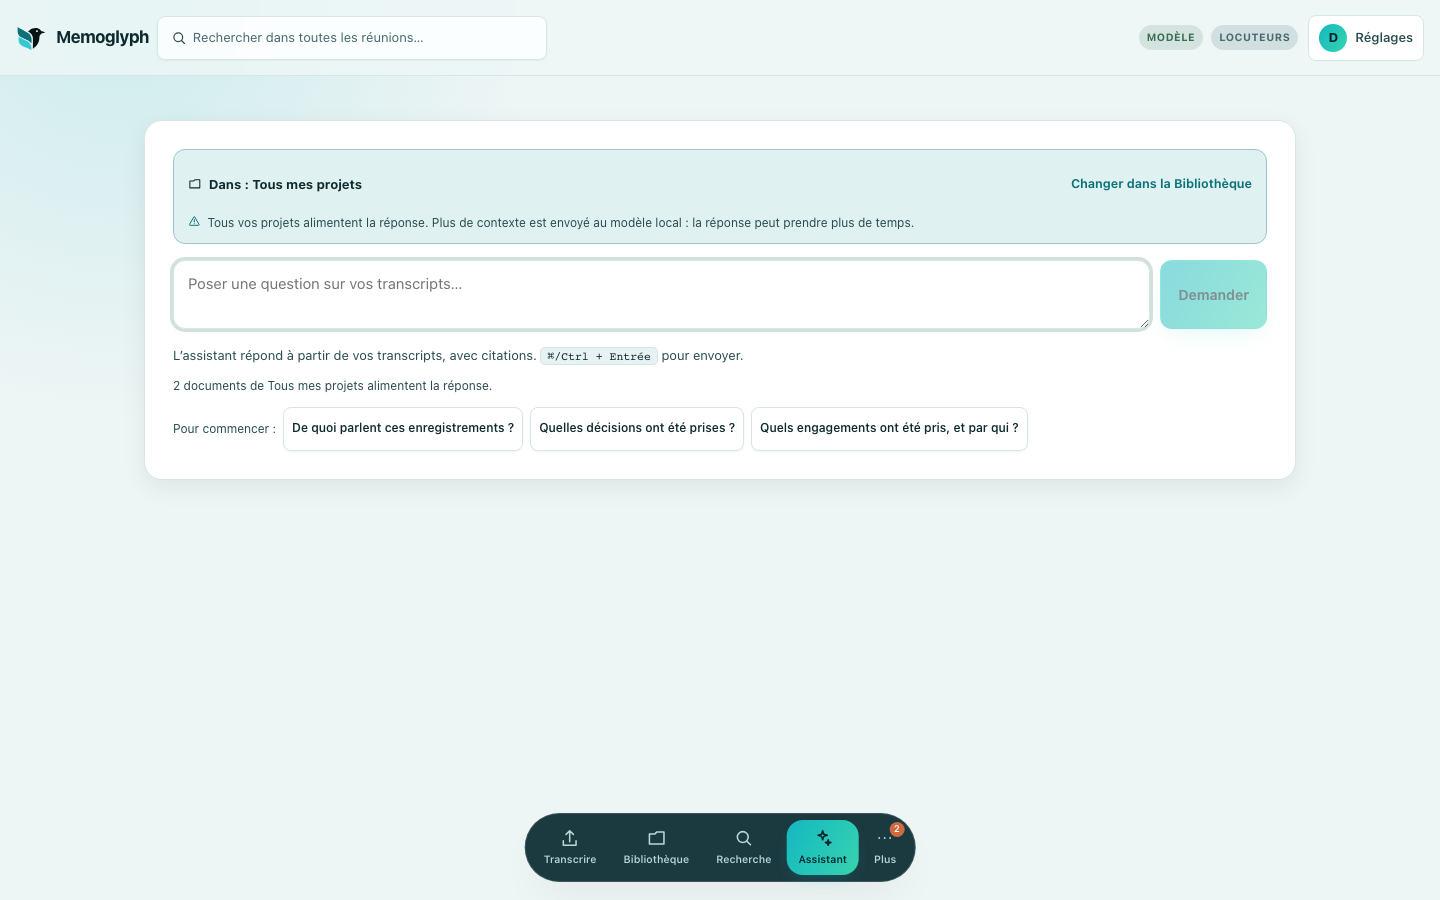 Memoglyph
Rechercher dans toutes les réunions...
MODÈLE
LOCUTEURS
D
Réglages
Dans : Tous mes projets
Changer dans la Bibliothèque
Tous vos projets alimentent la réponse. Plus de contexte est envoyé au modèle local : la réponse peut prendre plus de temps.
Poser une question sur vos transcripts...
Demander
L'assistant répond à partir de vos transcripts, avec citations. ⌘/Ctrl + Entrée pour envoyer.
2 documents de Tous mes projets alimentent la réponse.
Pour commencer :
De quoi parlent ces enregistrements ?
Quelles décisions ont été prises ?
Quels engagements ont été pris, et par qui ?
Transcrire
Bibliothèque
Recherche
Assistant
2
Plus